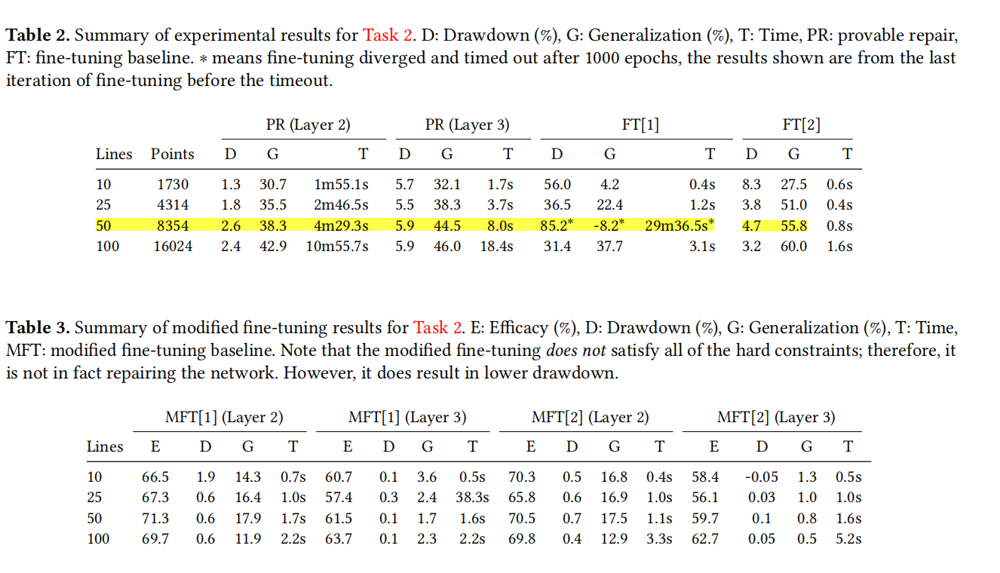 Table 2. Summary of experimental results for Task 2. D: Drawdown (%), G: Generalization (%), T: Time, PR: provable repair,
FT: fine-tuning baseline. * means fine-tuning diverged and timed out after 1000 epochs, the results shown are from the last
iteration of fine-tuning before the timeout.
PR (Layer 2) PR (Layer 3) FT[1] FT[2]
Lines Points D G T D G T D G T D G T
10 1730 1.3 30.7 1m55.1s 5.7 32.1 1.7s 56.0 4.2 0.4s 8.3 27.5 0.6s
25 4314 1.8 35.5 2m46.5s 5.5 38.3 3.7s 36.5 22.4 1.2s 3.8 51.0 0.4s
50 8354 2.6 38.3 4m29.3s 5.9 44.5 8.0s 85.2* -8.2* 29m36.5s* 4.7 55.8 0.8s
100 16024 2.4 42.9 10m55.7s 5.9 46.0 18.4s 31.4 37.7 3.1s 3.2 60.0 1.6s
Table 3. Summary of modified fine-tuning results for Task 2. E: Efficacy (%), D: Drawdown (%), G: Generalization (%), T: Time,
MFT: modified fine-tuning baseline. Note that the modified fine-tuning does not satisfy all of the hard constraints; therefore, it
is not in fact repairing the network. However, it does result in lower drawdown.
MFT[1] (Layer 2) MFT[1] (Layer 3) MFT[2] (Layer 2) MFT[2] (Layer 3)
Lines E D G T E D G T E D G T E D G T
10 66.5 1.9 14.3 0.7s 60.7 0.1 3.6 0.5s 70.3 0.5 16.8 0.4s 58.4 -0.05 1.3 0.5s
25 67.3 0.6 16.4 1.0s 57.4 0.3 2.4 38.3s 65.8 0.6 16.9 1.0s 56.1 0.03 1.0 1.0s
50 71.3 0.6 17.9 1.7s 61.5 0.1 1.7 1.6s 70.5 0.7 17.5 1.1s 59.7 0.1 0.8 1.6s
100 69.7 0.6 11.9 2.2s 63.7 0.1 2.3 2.2s 69.8 0.4 12.9 3.3s 62.7 0.05 0.5 5.2s